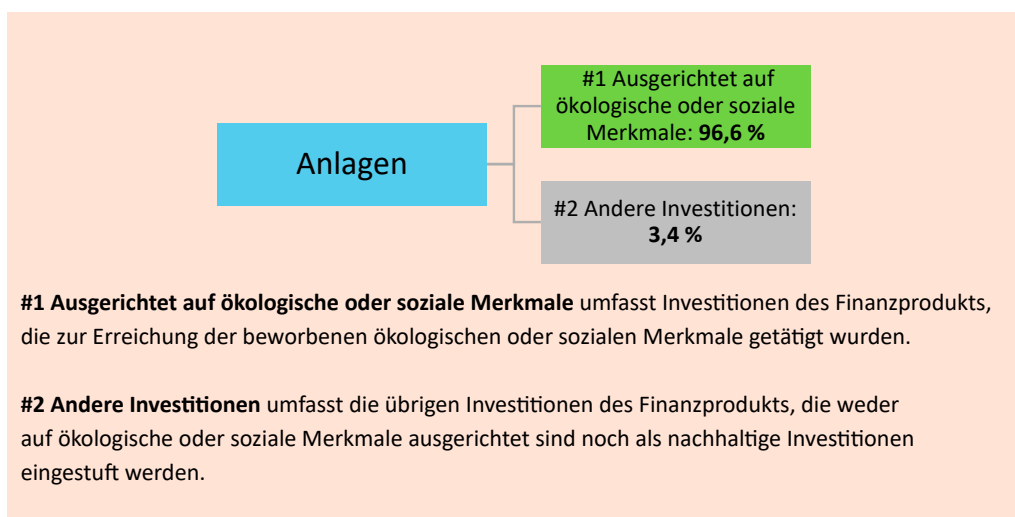 #1 Ausgerichtet auf
ökologische oder soziale
Merkmale: 96,6 %
Anlagen
#2 Andere Investitionen:
3,4 %
#1 Ausgerichtet auf ökologische oder soziale Merkmale umfasst Investitionen des Finanzprodukts,
die zur Erreichung der beworbenen ökologischen oder sozialen Merkmale getätigt wurden.
#2 Andere Investitionen umfasst die übrigen Investitionen des Finanzprodukts, die weder
auf ökologische oder soziale Merkmale ausgerichtet sind noch als nachhaltige Investitionen
eingestuft werden.